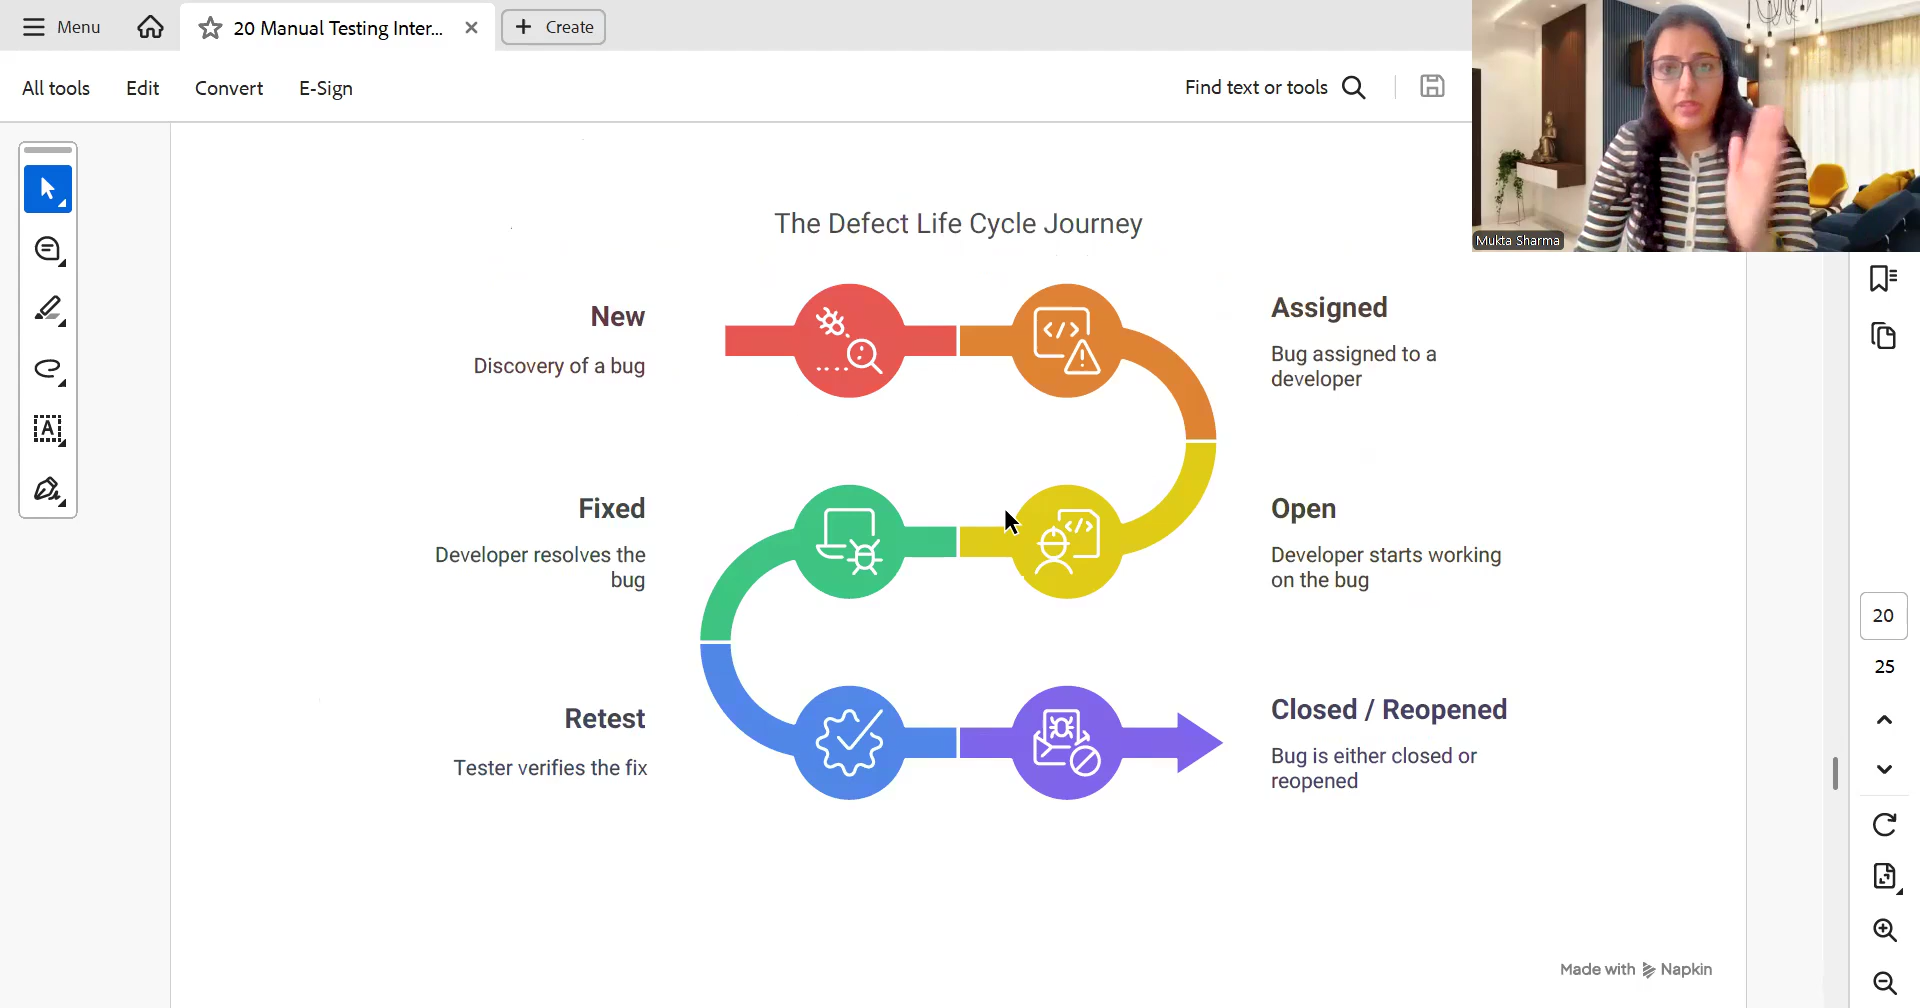 Menu
20 Manual Testing Inter...
Create
All tools
Edit
Convert
E-Sign
Find text or tools
Mukta Sharma
The Defect Life Cycle Journey
New
Discovery of a bug
Assigned
Bug assigned to a
developer
Fixed
Developer resolves the
bug
Open
Developer starts working
on the bug
Retest
Tester verifies the fix
Closed / Reopened
Bug is either closed or
reopened
20
25
Made with Napkin